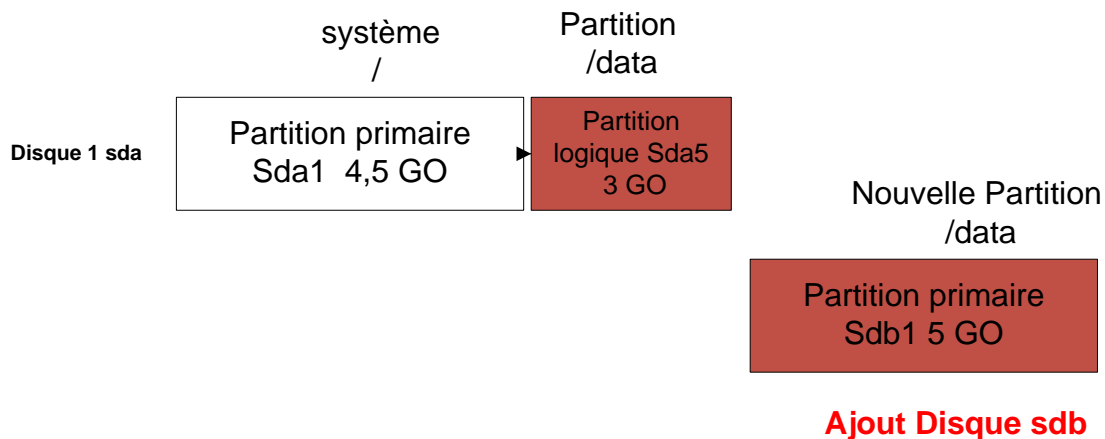 système
/
Partition
/data
Disque 1 sda
Partition primaire
Sda1 4,5 GO
Partition
logique Sda5
3 GO
Nouvelle Partition
/data
Partition primaire
Sdb1 5 GO
Ajout Disque sdb